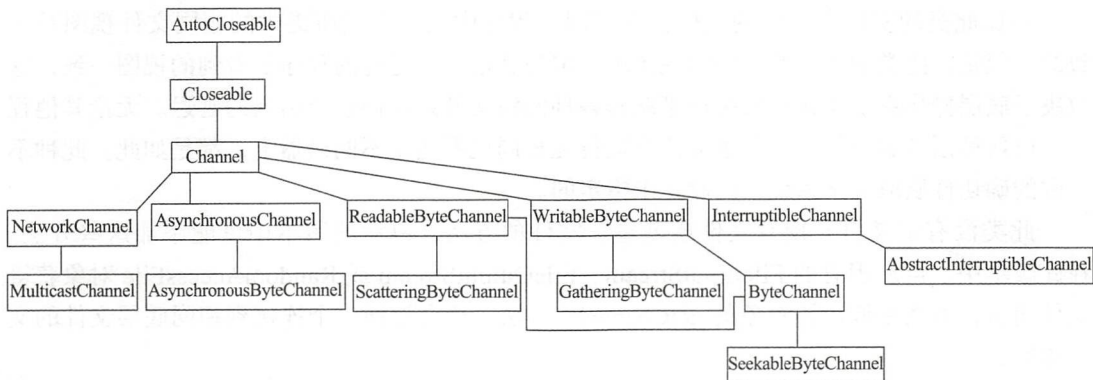 AutoCloseable
Closeable
Channel
NetworkChannel
AsynchronousChannel
ReadableByteChannel
WritableByteChannel
InterruptibleChannel
MulticastChannel
AsynchronousByteChannel
ScatteringByteChannel
GatheringByteChannel
ByteChannel
AbstractInterruptibleChannel
SeekableByteChannel